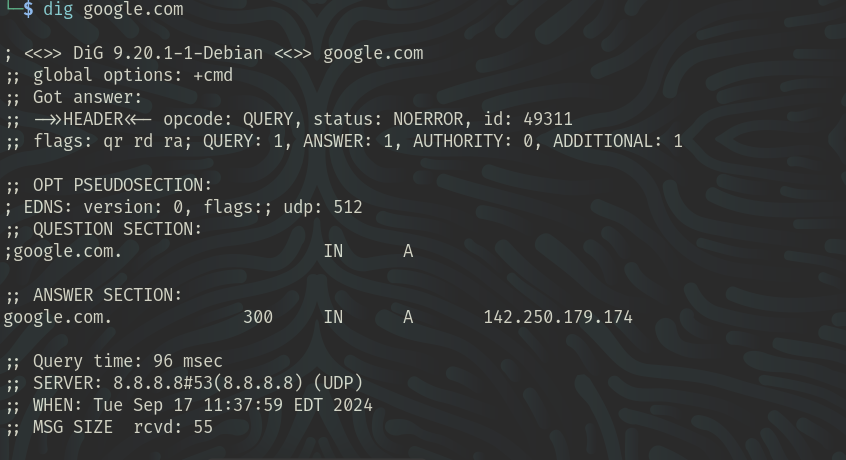 └─$ dig google.com
; <<>> DiG 9.20.1-1-Debian <<>> google.com
;; global options: +cmd
;; Got answer:
;; ->>HEADER<<- opcode: QUERY, status: NOERROR, id: 49311
;; flags: qr rd ra; QUERY: 1, ANSWER: 1, AUTHORITY: 0, ADDITIONAL: 1
;; OPT PSEUDOSECTION:
; EDNS: version: 0, flags:; udp: 512
;; QUESTION SECTION:
;google.com. IN A
;; ANSWER SECTION:
google.com. 300 IN A 142.250.179.174
;; Query time: 96 msec
;; SERVER: 8.8.8.8#53(8.8.8.8) (UDP)
;; WHEN: Tue Sep 17 11:37:59 EDT 2024
;; MSG SIZE  rcvd: 55